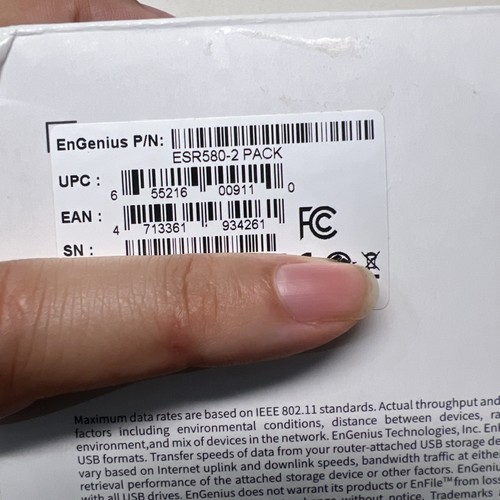 EnGenius P/N:
ESR580-2 PACK
UPC :
6 55216 00911 0
EAN :
4 713361 934261
FC
SN :
Maximum data rates are based on IEEE 802.11 standards. Actual throughput and
factors including environmental conditions, distance between devices,
environment,and mix of devices in the network. EnGenius Technologies, Inc.
USB formats. Transfer speeds of data from your router-attached USB storage
vary based on Internet uplink and downlink speeds, bandwidth traffic at either
retrieval performance of the attached storage device or other factors.
with all USB drives. EnGenius does not warrant its products or EnFile™ from
without notice. Trademarks